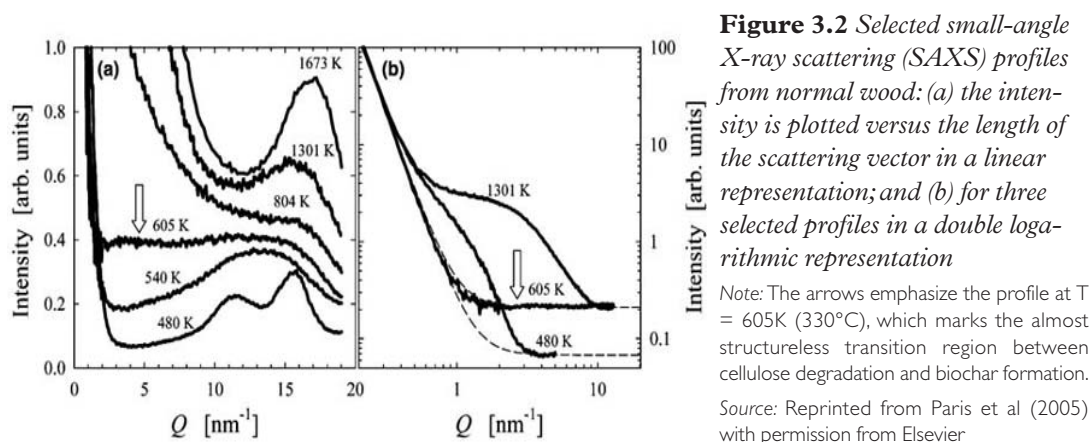 1.0
0.8
0.6
0.4
0.2
0.0
Intensity [arb. units]
(a)
1673 K
1301 K
804 K
605 K
540 K
480 K
0 5 10 15 19
Q [nm⁻¹]
(b)
1301 K
605 K
480 K
1 10
Q [nm⁻¹]
100
10
1
0.1
Intensity [arb. units]
Figure 3.2 Selected small-angle
X-ray scattering (SAXS) profiles
from normal wood: (a) the inten-
sity is plotted versus the length of
the scattering vector in a linear
representation; and (b) for three
selected profiles in a double loga-
rithmic representation
Note: The arrows emphasize the profile at T
= 605K (330°C), which marks the almost
structureless transition region between
cellulose degradation and biochar formation.
Source: Reprinted from Paris et al (2005)
with permission from Elsevier